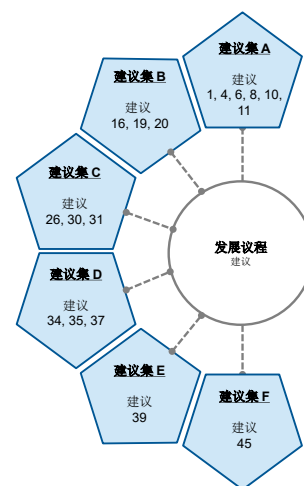 建议集 A
建议
1, 4, 6, 8, 10,
11
建议集 B
建议
16, 19, 20
建议集 C
建议
26, 30, 31
发展议程
建议
建议集 D
建议
34, 35, 37
建议集 E
建议
39
建议集 F
建议
45